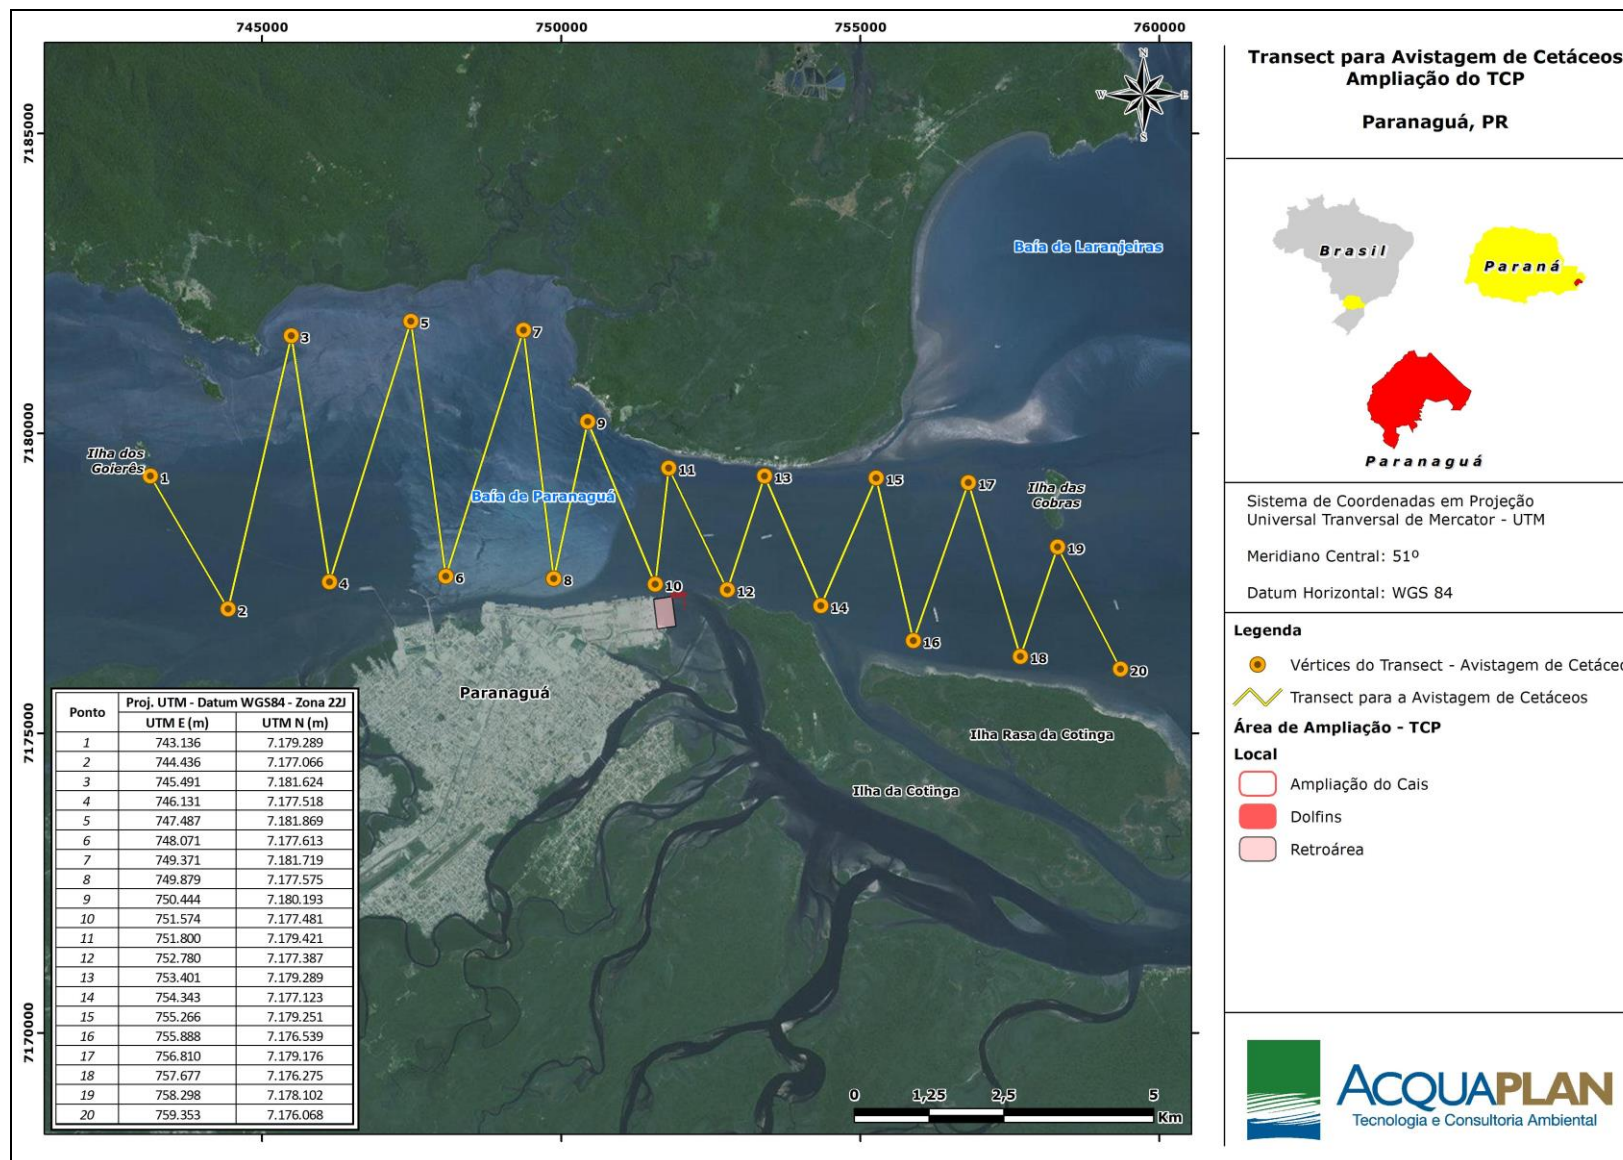 745000 750000 755000 760000
7185000
7180000
7175000
7170000
N
W E
S
Baía de Laranjeiras
Ilha dos
Goierês
Baía de Paranaguá
Ilha das
Cobras
Paranaguá
Ilha Rasa da Cotinga
Ilha da Cotinga
1
2
3
4
5
6
7
8
9
10
11
12
13
14
15
16
17
18
19
20
Ponto Proj. UTM - Datum WGS84 - Zona 22J
UTM E (m) UTM N (m)
1 743.136 7.179.289
2 744.436 7.177.066
3 745.491 7.181.624
4 746.131 7.177.518
5 747.487 7.181.869
6 748.071 7.177.613
7 749.371 7.181.719
8 749.879 7.177.575
9 750.444 7.180.193
10 751.574 7.177.481
11 751.800 7.179.421
12 752.780 7.177.387
13 753.401 7.179.289
14 754.343 7.177.123
15 755.266 7.179.251
16 755.888 7.176.539
17 756.810 7.179.176
18 757.677 7.176.275
19 758.298 7.178.102
20 759.353 7.176.068
0 1,25 2,5 5
Km
Transect para Avistagem de Cetáceos
Ampliação do TCP
Paranaguá, PR
Brasil
Paraná
Paranaguá
Sistema de Coordenadas em Projeção
Universal Tranversal de Mercator - UTM
Meridiano Central: 51º
Datum Horizontal: WGS 84
Legenda
Vértices do Transect - Avistagem de Cetáceo
Transect para a Avistagem de Cetáceos
Área de Ampliação - TCP
Local
Ampliação do Cais
Dolfins
Retroárea
ACQUAPLAN
Tecnologia e Consultoria Ambiental